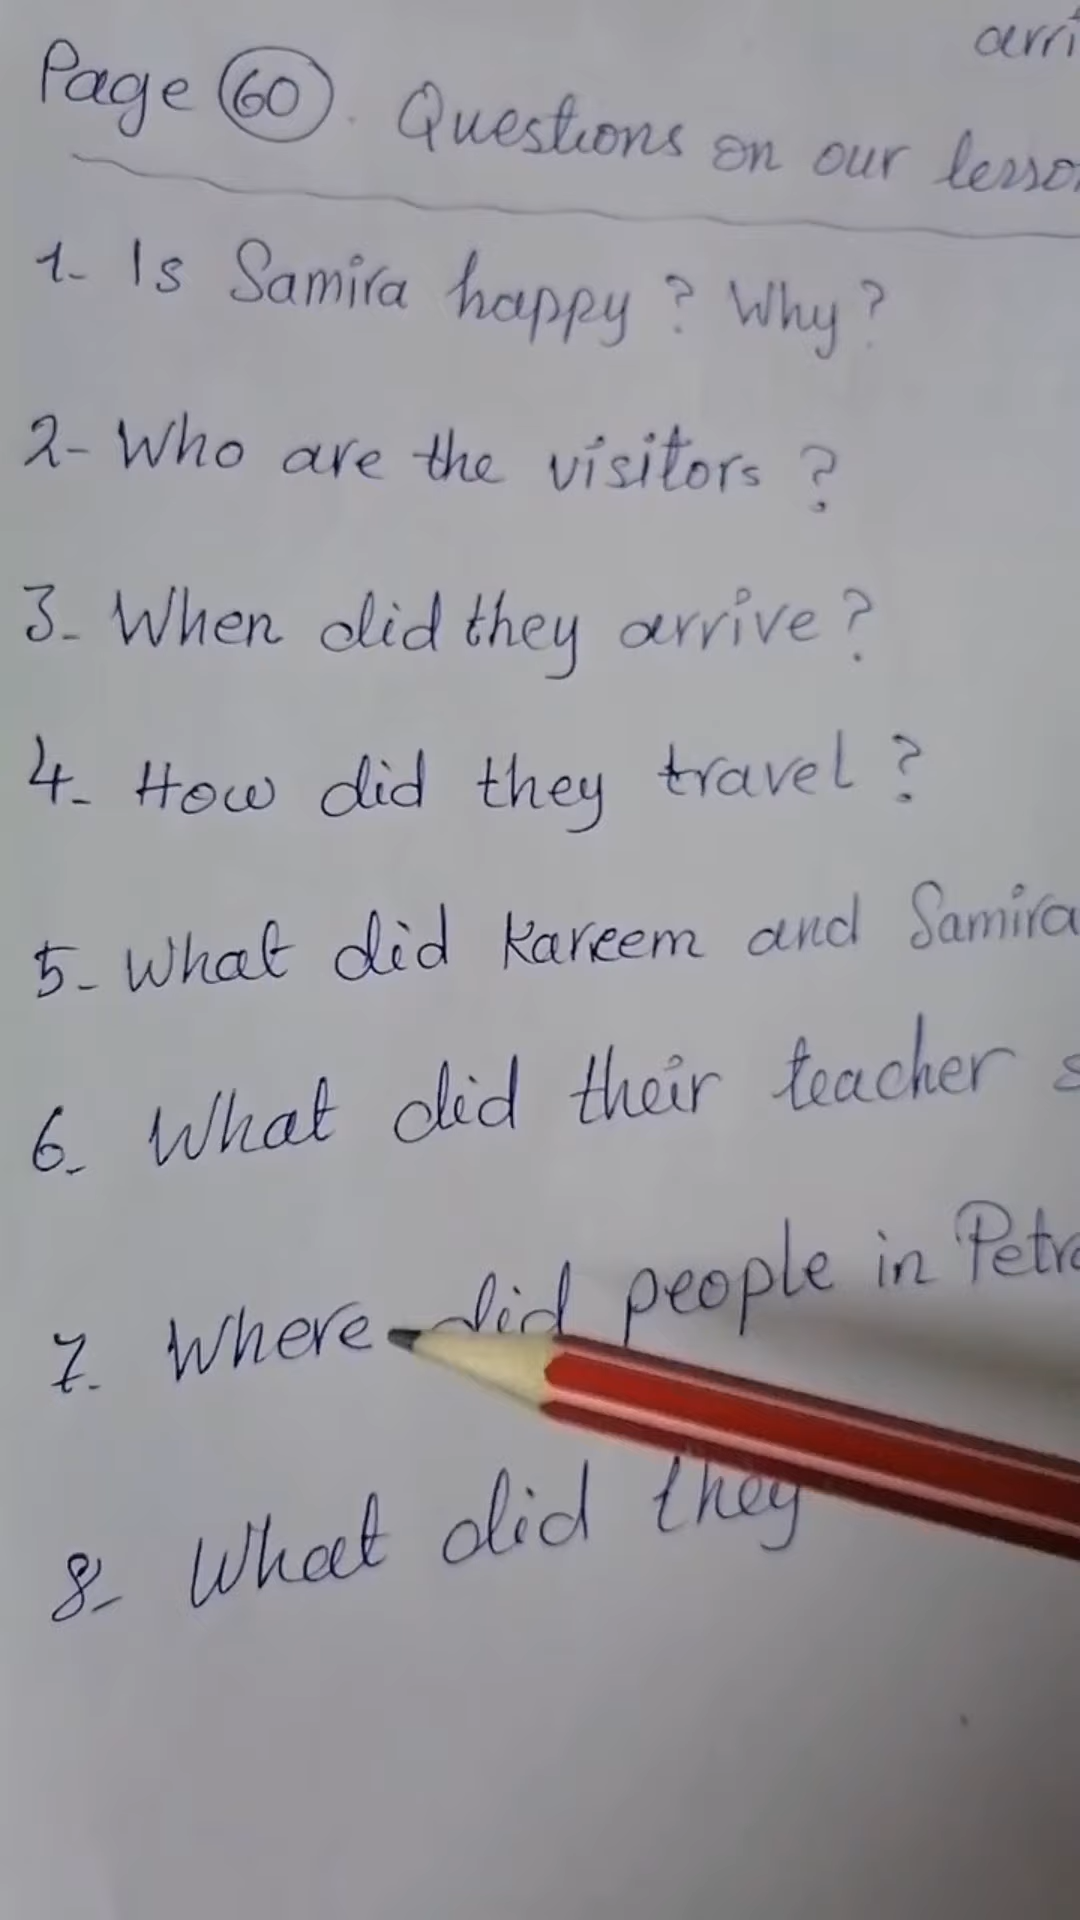 arri
Page 60. Questions on our lesso
1- Is Samira happy? Why?
2- Who are the visitors?
3- When did they arrive?
4- How did they travel?
5- What did Kareem and Samira
6- What did their teacher s
7- Where did people in Petra
8- What did they